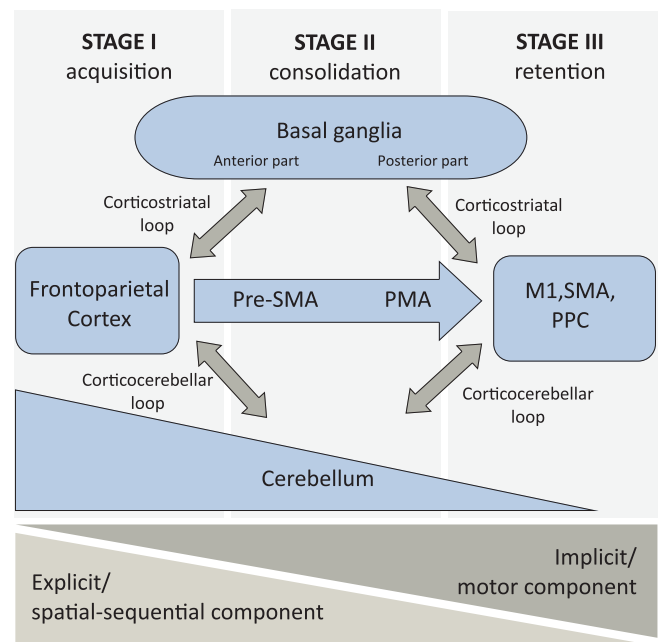 STAGE I
acquisition
STAGE II
consolidation
STAGE III
retention
Basal ganglia
Anterior part
Posterior part
Corticostriatal
loop
Corticostriatal
loop
Frontoparietal
Cortex
Pre-SMA
PMA
M1,SMA,
PPC
Corticocerebellar
loop
Corticocerebellar
loop
Cerebellum
Implicit/
motor component
Explicit/
spatial-sequential component